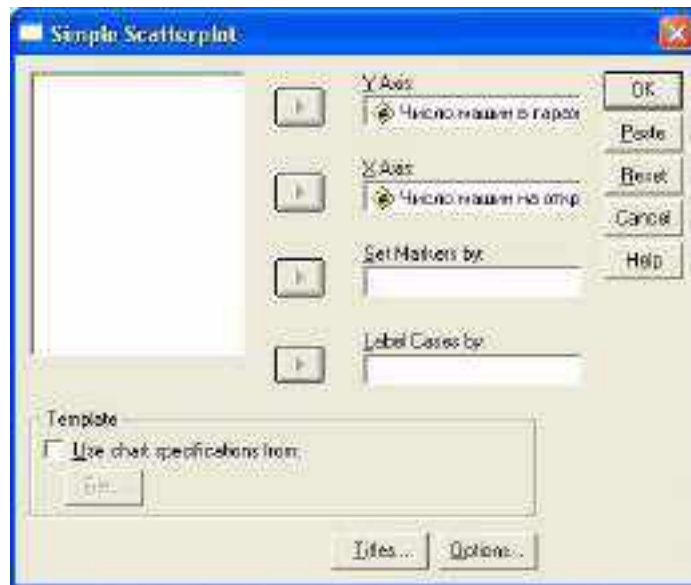 Simple Scatterplot
Y Axis:
Число машин в гараж
X Axis:
Число машин на откр
Set Markers by:
Label Cases by:
OK
Paste
Reset
Cancel
Help
Template
Use chart specifications from:
File...
Titles...
Options...